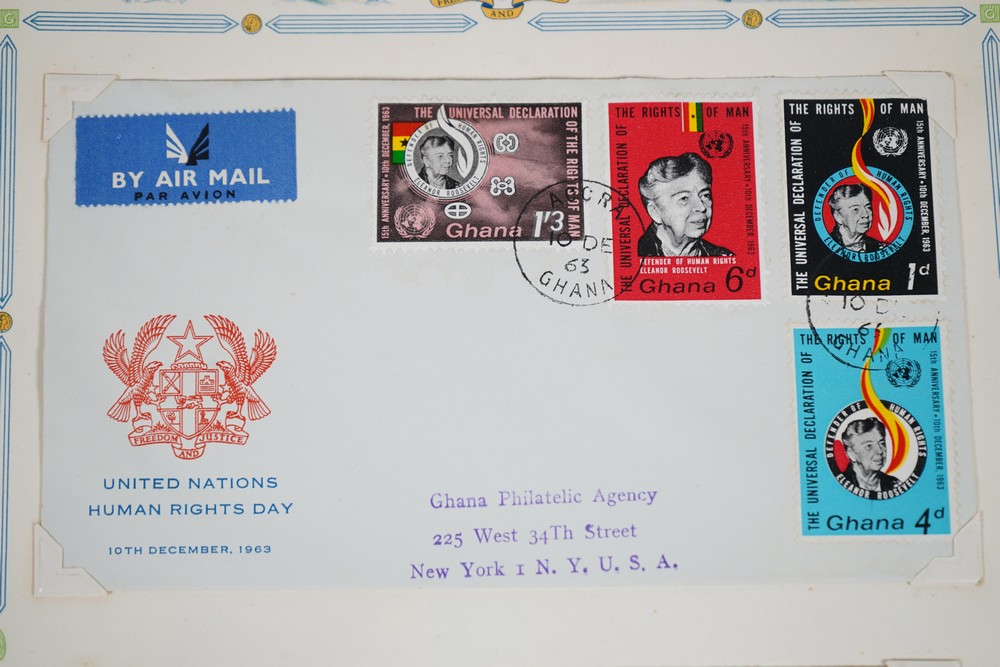 BY AIR MAIL
PAR AVION
FREEDOM AND JUSTICE
UNITED NATIONS
HUMAN RIGHTS DAY
10TH DECEMBER, 1963
15th ANNIVERSARY • 10th DECEMBER, 1963
THE UNIVERSAL DECLARATION
OF THE RIGHTS OF MAN
DEFENDER OF HUMAN RIGHTS
ELEANOR ROOSEVELT
Ghana 1'3
THE RIGHTS OF MAN
THE UNIVERSAL DECLARATION OF
15th ANNIVERSARY • 10th DECEMBER, 1963
DEFENDER OF HUMAN RIGHTS
ELEANOR ROOSEVELT
Ghana 6d
THE RIGHTS OF MAN
THE UNIVERSAL DECLARATION OF
15th ANNIVERSARY • 10th DECEMBER, 1963
DEFENDER OF HUMAN RIGHTS
ELEANOR ROOSEVELT
Ghana 1d
ACCRA
10 DE
63
GHANA
10 D
GHANA
THE RIGHTS OF MAN
THE UNIVERSAL DECLARATION OF
15th ANNIVERSARY • 10th DECEMBER, 1963
DEFENDER OF HUMAN RIGHTS
ELEANOR ROOSEVELT
Ghana 4d
Ghana Philatelic Agency
225 West 34Th Street
New York 1 N. Y. U. S. A.